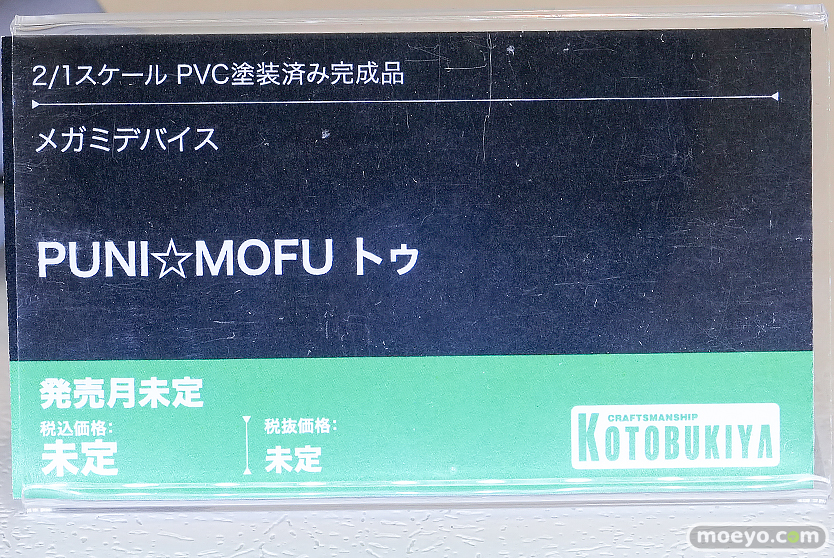 2/1スケール PVC塗装済み完成品
メガミデバイス
PUNI☆MOFU トゥ
発売月未定
税込価格:
未定
税抜価格:
未定
CRAFTSMANSHIP
KOTOBUKIYA
moeyo.com